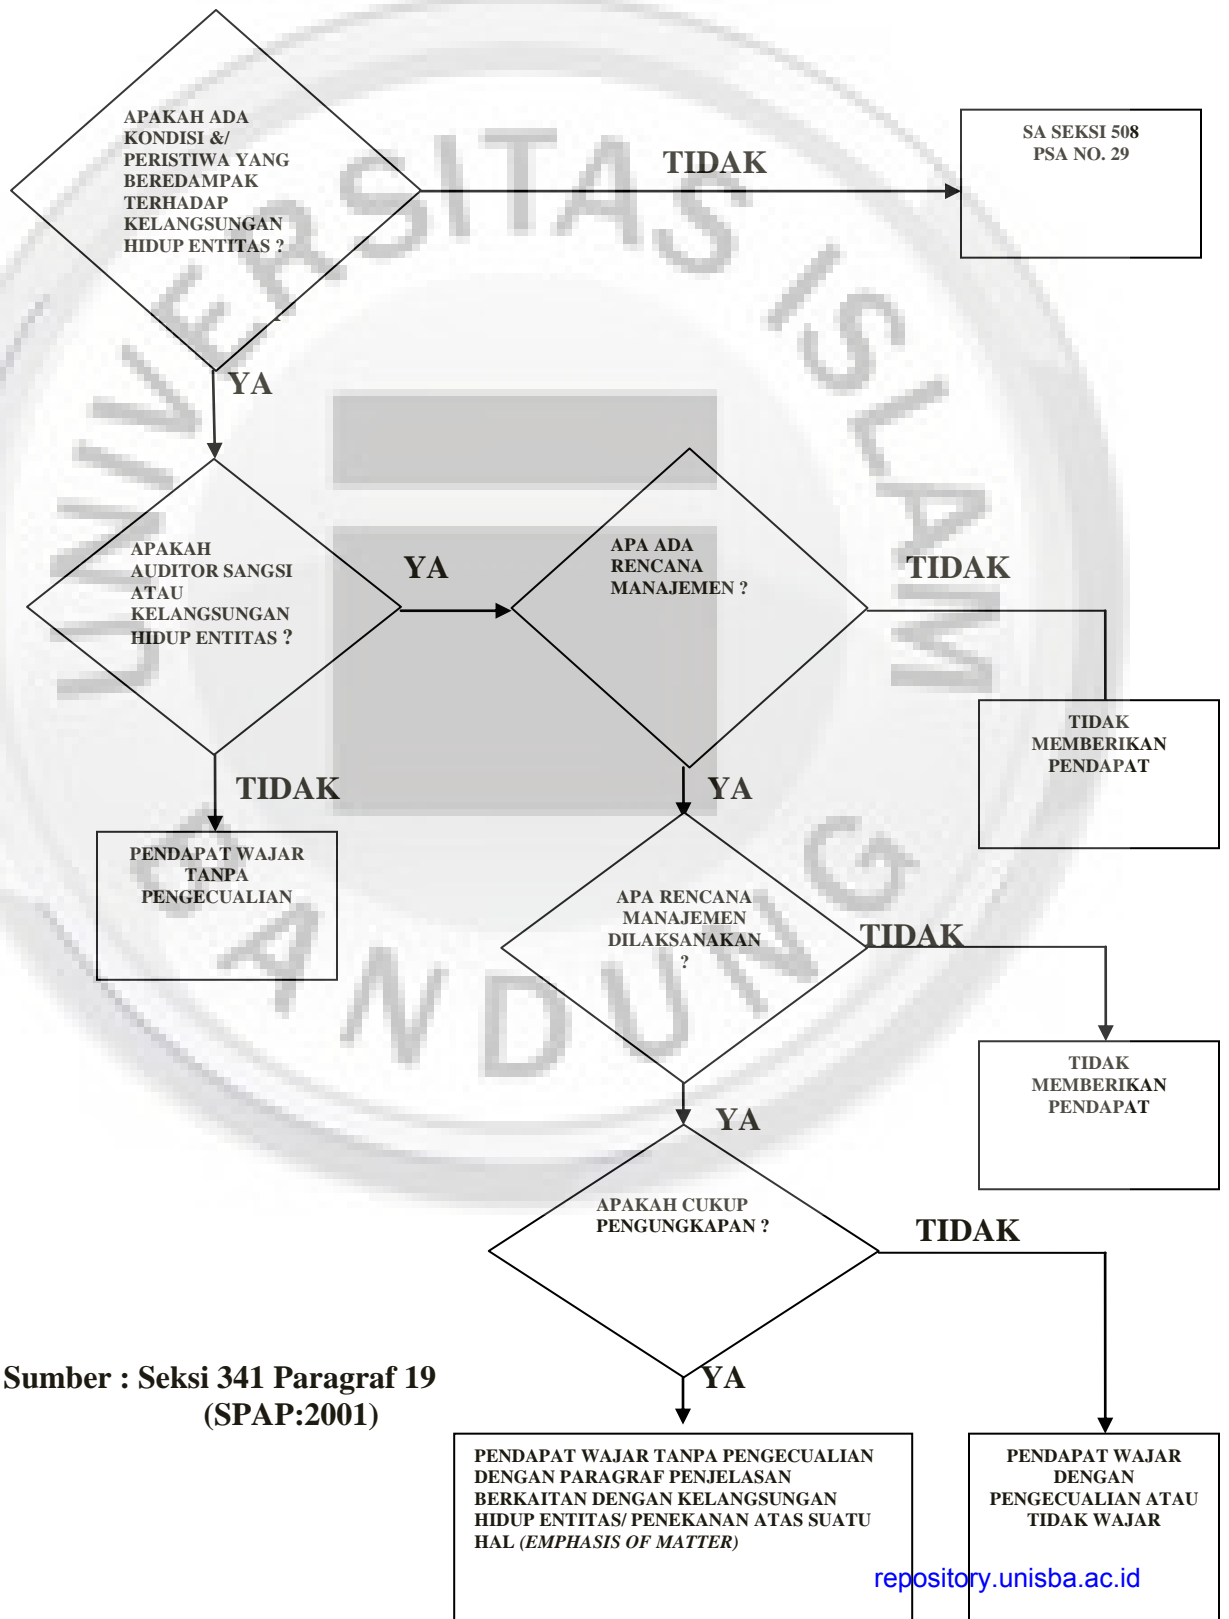 APAKAH ADA
KONDISI &/
PERISTIWA YANG
BEREDAMPAK
TERHADAP
KELANGSUNGAN
HIDUP ENTITAS ?
TIDAK
SA SEKSI 508
PSA NO. 29
YA
APAKAH
AUDITOR SANGSI
ATAU
KELANGSUNGAN
HIDUP ENTITAS ?
YA
APA ADA
RENCANA
MANAJEMEN ?
TIDAK
TIDAK
MEMBERIKAN
PENDAPAT
TIDAK
YA
PENDAPAT WAJAR
TANPA
PENGECUALIAN
APA RENCANA
MANAJEMEN
DILAKSANAKAN
?
TIDAK
TIDAK
MEMBERIKAN
PENDAPAT
YA
APAKAH CUKUP
PENGUNGKAPAN ?
TIDAK
YA
Sumber : Seksi 341 Paragraf 19
(SPAP:2001)
PENDAPAT WAJAR TANPA PENGECUALIAN
DENGAN PARAGRAF PENJELASAN
BERKAITAN DENGAN KELANGSUNGAN
HIDUP ENTITAS/ PENEKANAN ATAS SUATU
HAL (EMPHASIS OF MATTER)
PENDAPAT WAJAR
DENGAN
PENGECUALIAN ATAU
TIDAK WAJAR
UNIVERSITAS ISLAM
BANDUNG
repository.unisba.ac.id